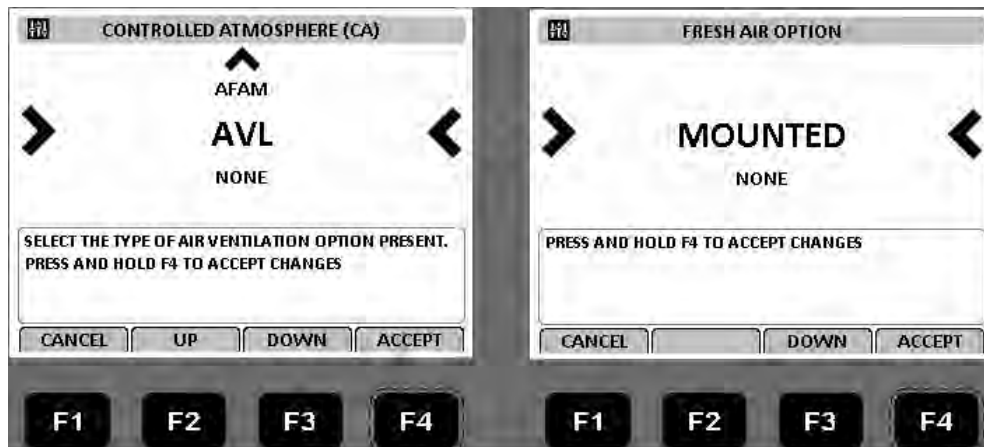 CONTROLLED ATMOSPHERE (CA)
AFAM
AVL
NONE
SELECT THE TYPE OF AIR VENTILATION OPTION PRESENT.
PRESS AND HOLD F4 TO ACCEPT CHANGES
CANCEL UP DOWN ACCEPT
F1 F2 F3 F4
FRESH AIR OPTION
MOUNTED
NONE
PRESS AND HOLD F4 TO ACCEPT CHANGES
CANCEL DOWN ACCEPT
F1 F2 F3 F4